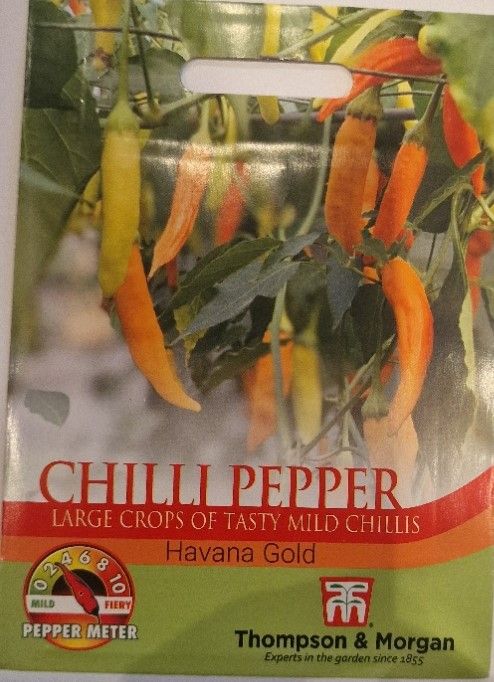 CHILLI PEPPER
LARGE CROPS OF TASTY MILD CHILLIS
Havana Gold
0 2 4 6 8 10
MILD FIERY
PEPPER METER
Thompson & Morgan
Experts in the garden since 1855